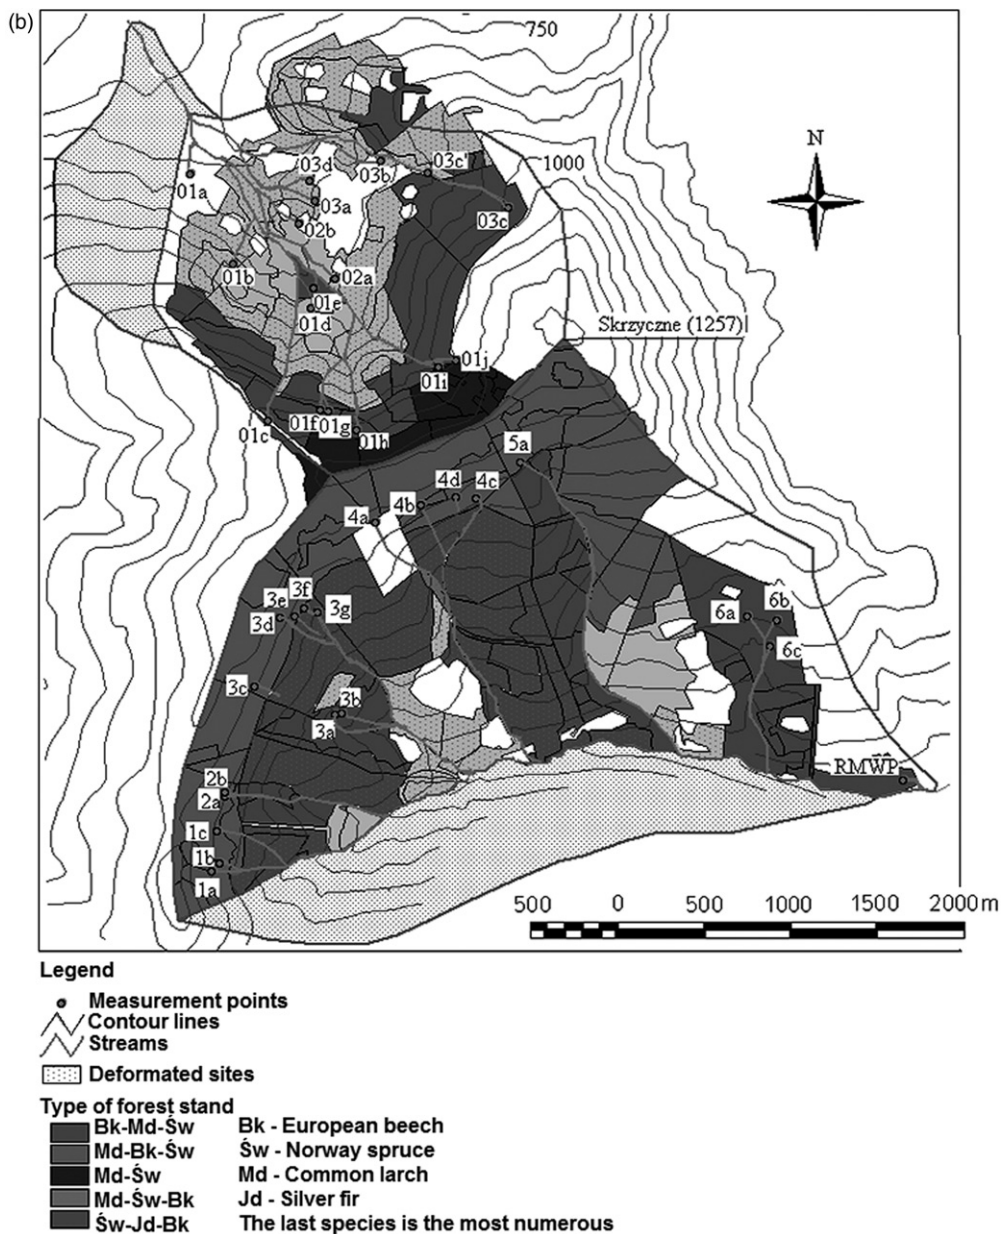 (b)
750
N
1000
03d
03b
03c'
01a
03a
03c
02b
01b
02a
01e
01d
Skrzyczne (1257)
01j
01i
01f
01g
01c
01h
5a
4d
4c
4b
4a
3f
3e
3g
3d
6a
6b
6c
3c
3b
3a
RMWP
2b
2a
1c
1b
1a
500 0 500 1000 1500 2000 m
Legend
Measurement points
Contour lines
Streams
Deformated sites
Type of forest stand
Bk-Md-Św Bk - European beech
Md-Bk-Św Św - Norway spruce
Md-Św Md - Common larch
Md-Św-Bk Jd - Silver fir
Św-Jd-Bk The last species is the most numerous